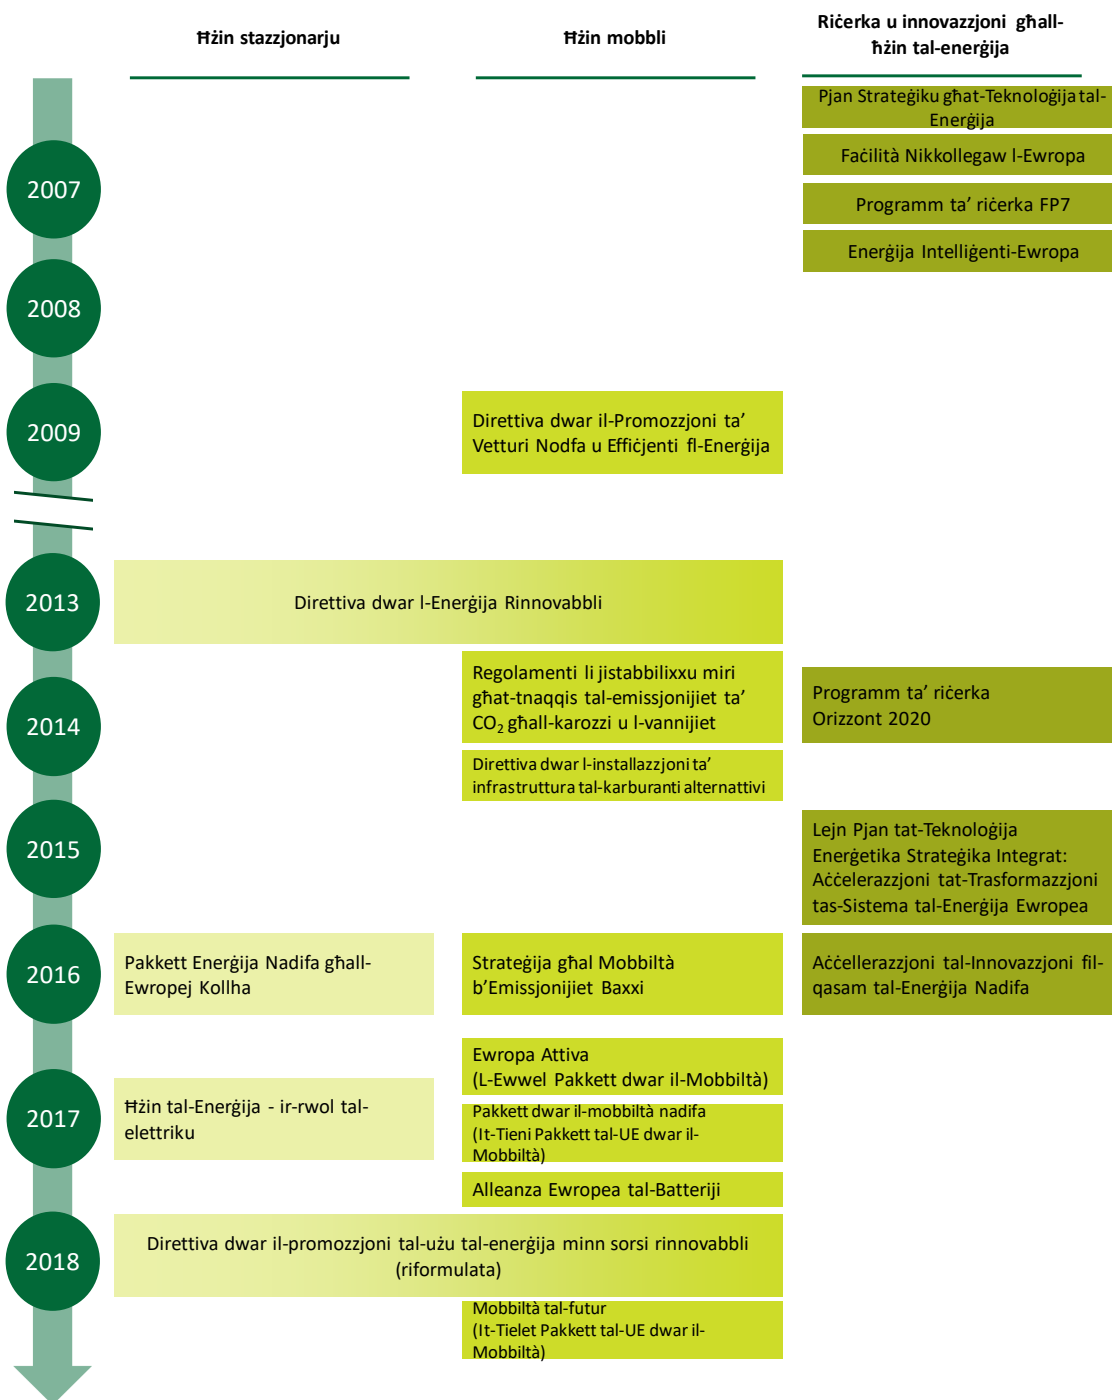 Ħżin stazzjonarju
Ħżin mobbli
Riċerka u innovazzjoni għall-
ħżin tal-enerġija
Pjan Strateġiku għat-Teknoloġija tal-
Enerġija
Faċilità Nikkollegaw l-Ewropa
2007
Programm ta’ riċerka FP7
Enerġija Intelliġenti-Ewropa
2008
2009
Direttiva dwar il-Promozzjoni ta’
Vetturi Nodfa u Effiċjenti fl-Enerġija
2013
Direttiva dwar l-Enerġija Rinnovabbli
2014
Regolamenti li jistabbilixxu miri
għat-tnaqqis tal-emissjonijiet ta’
CO₂ għall-karozzi u l-vannijiet
Programm ta’ riċerka
Orizzont 2020
Direttiva dwar l-installazzjoni ta’
infrastruttura tal-karburanti alternattivi
2015
Lejn Pjan tat-Teknoloġija
Enerġetika Strateġika Integrat:
Aċċelerazzjoni tat-Trasformazzjoni
tas-Sistema tal-Enerġija Ewropea
2016
Pakkett Enerġija Nadifa għall-
Ewropej Kollha
Strateġija għal Mobbiltà
b’Emissjonijiet Baxxi
Aċċellerazzjoni tal-Innovazzjoni fil-
qasam tal-Enerġija Nadifa
2017
Ħżin tal-Enerġija - ir-rwol tal-
elettriku
Ewropa Attiva
(L-Ewwel Pakkett dwar il-Mobbiltà)
Pakkett dwar il-mobbiltà nadifa
(It-Tieni Pakkett tal-UE dwar il-
Mobbiltà)
Alleanza Ewropea tal-Batteriji
2018
Direttiva dwar il-promozzjoni tal-użu tal-enerġija minn sorsi rinnovabbli
(riformulata)
Mobbiltà tal-futur
(It-Tielet Pakkett tal-UE dwar il-
Mobbiltà)